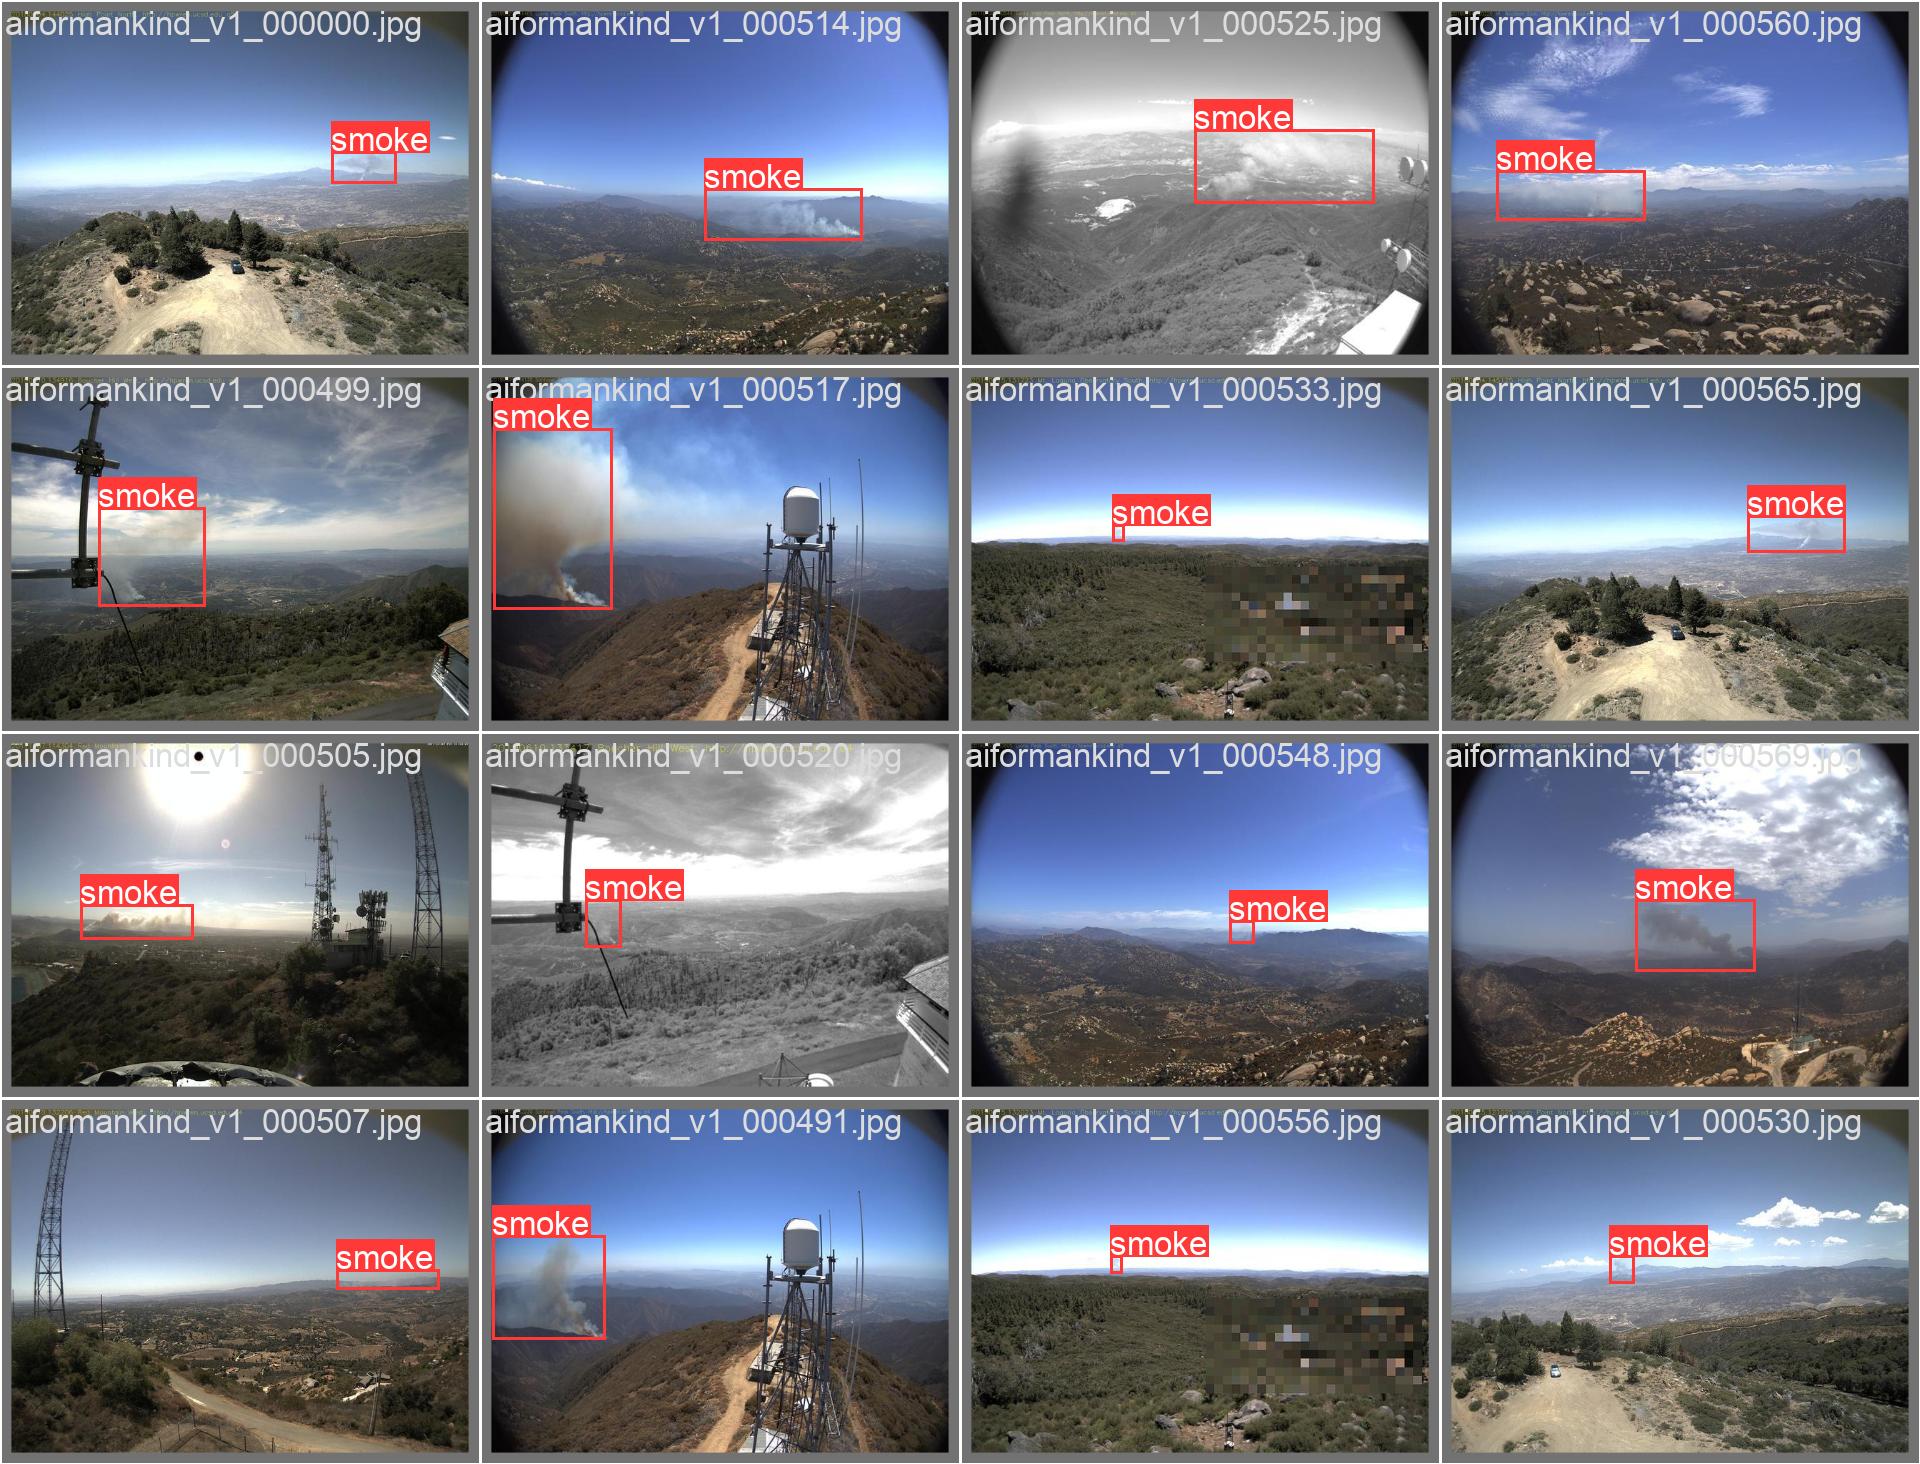 aiformankind_v1_000000.jpg
aiformankind_v1_000514.jpg
aiformankind_v1_000525.jpg
aiformankind_v1_000560.jpg
smoke
smoke
smoke
smoke
aiformankind_v1_000499.jpg
aiformankind_v1_000517.jpg
aiformankind_v1_000533.jpg
aiformankind_v1_000565.jpg
smoke
smoke
smoke
smoke
aiformankind_v1_000505.jpg
aiformankind_v1_000520.jpg
aiformankind_v1_000548.jpg
aiformankind_v1_000569.jpg
smoke
smoke
smoke
smoke
aiformankind_v1_000507.jpg
aiformankind_v1_000491.jpg
aiformankind_v1_000556.jpg
aiformankind_v1_000530.jpg
smoke
smoke
smoke
smoke